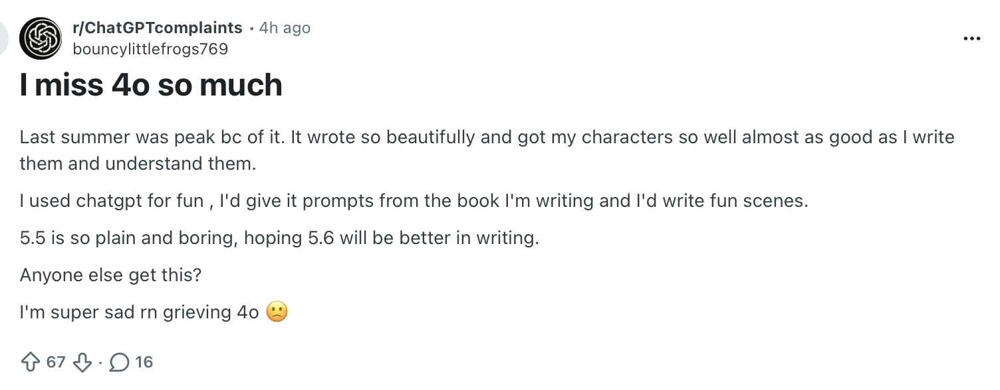 r/ChatGPTcomplaints • 4h ago
bouncylittlefrogs769
I miss 4o so much
Last summer was peak bc of it. It wrote so beautifully and got my characters so well almost as good as I write
them and understand them.
I used chatgpt for fun , I'd give it prompts from the book I'm writing and I'd write fun scenes.
5.5 is so plain and boring, hoping 5.6 will be better in writing.
Anyone else get this?
I'm super sad rn grieving 4o 🙁
67 · 16